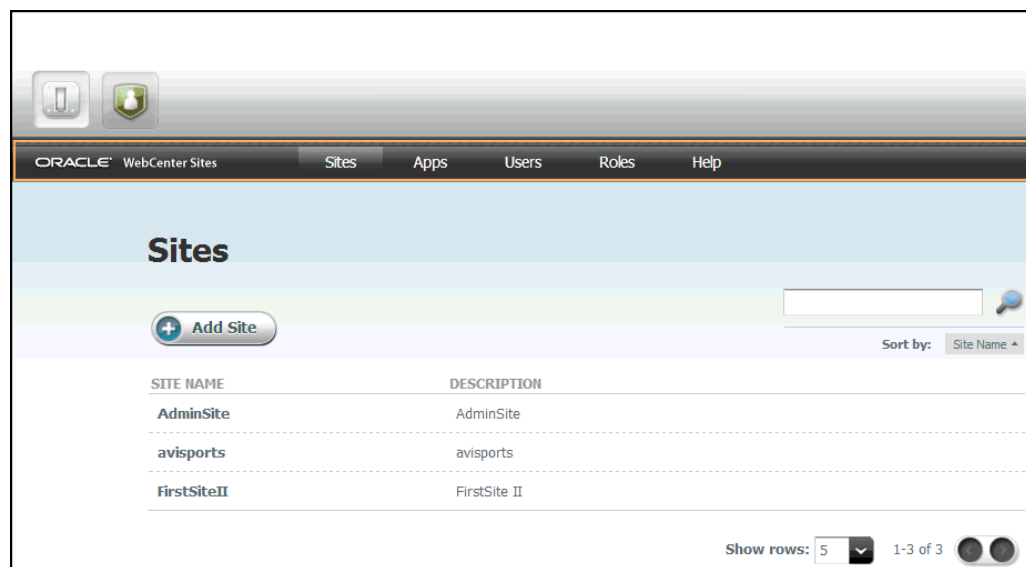 ORACLE WebCenter Sites Sites Apps Users Roles Help
Sites
Add Site
Sort by: Site Name
SITE NAME DESCRIPTION
AdminSite AdminSite
avisports avisports
FirstSiteII FirstSite II
Show rows: 5 1-3 of 3